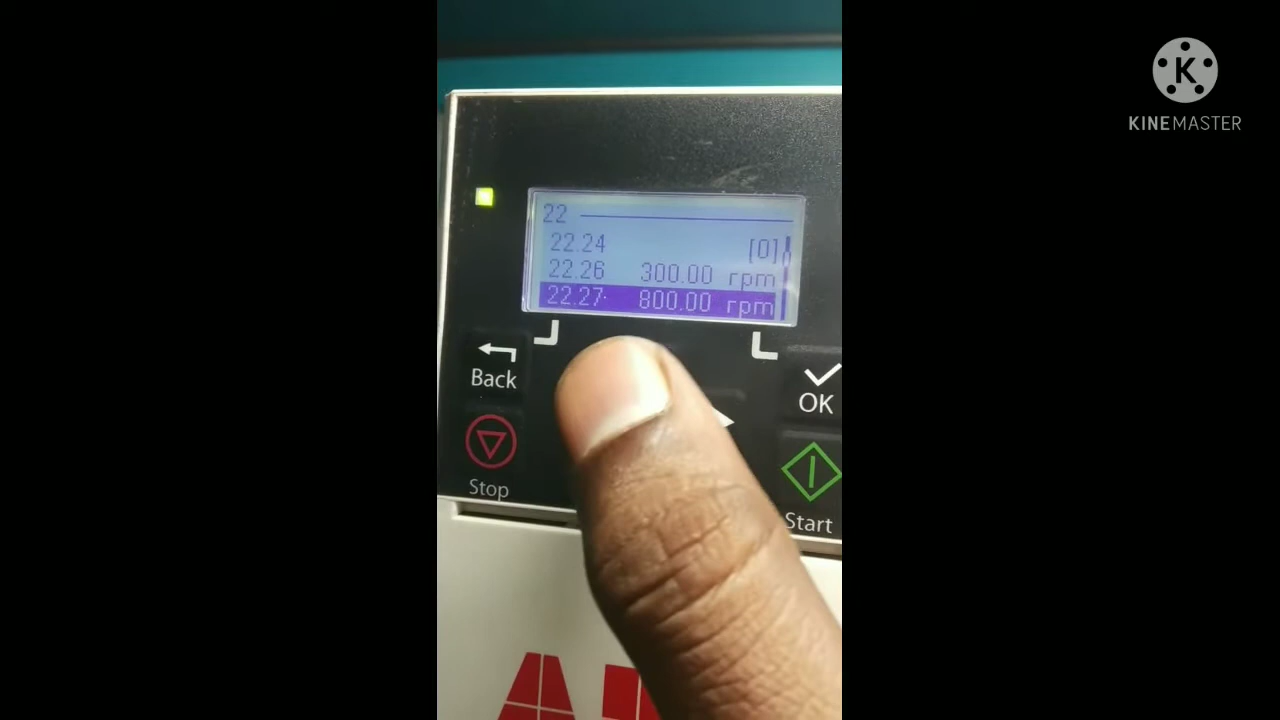 KINEMASTER
22
22.24 [0]
22.26 300.00 rpm
22.27 800.00 rpm
Back
OK
Stop
Start